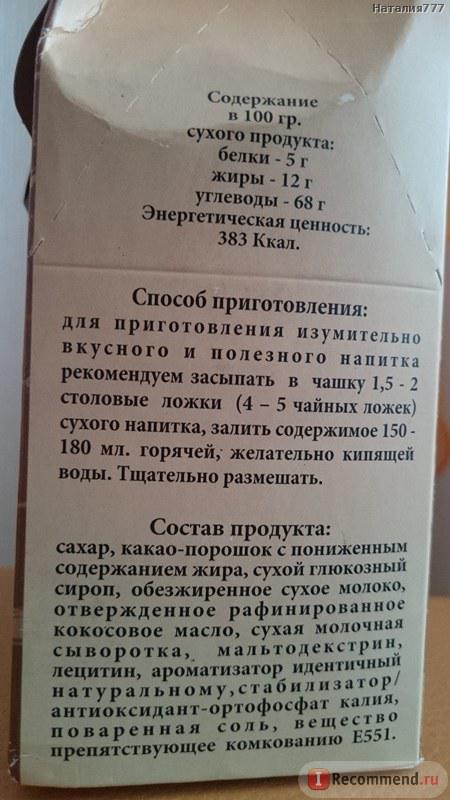 Наталия777
Содержание
в 100 гр.
сухого продукта:
белки - 5 г
жиры - 12 г
углеводы - 68 г
Энергетическая ценность:
383 Ккал.
Способ приготовления:
для приготовления изумительно
вкусного и полезного напитка
рекомендуем засыпать в чашку 1,5 - 2
столовые ложки (4 – 5 чайных ложек)
сухого напитка, залить содержимое 150 -
180 мл. горячей, желательно кипящей
воды. Тщательно размешать.
Состав продукта:
сахар, какао-порошок с пониженным
содержанием жира, сухой глюкозный
сироп, обезжиренное сухое молоко,
отвержденное рафинированное
кокосовое масло, сухая молочная
сыворотка, мальтодекстрин,
лецитин, ароматизатор идентичный
натуральному, стабилизатор/
антиоксидант-ортофосфат калия,
поваренная соль, вещество
препятствующее комкованию Е551.
I Recommend.ru